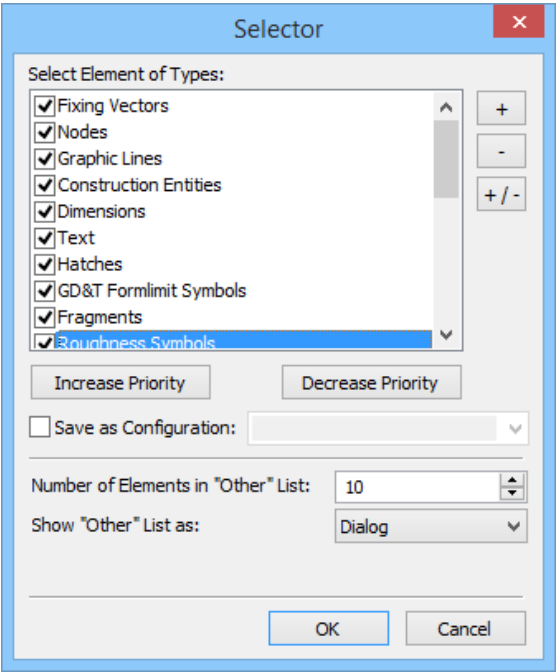 Selector
Select Element of Types:
Fixing Vectors
Nodes
Graphic Lines
Construction Entities
Dimensions
Text
Hatches
GD&T Formlimit Symbols
Fragments
Roughness Symbols
+
-
+ / -
Increase Priority
Decrease Priority
Save as Configuration:
Number of Elements in "Other" List:
10
Show "Other" List as:
Dialog
OK
Cancel